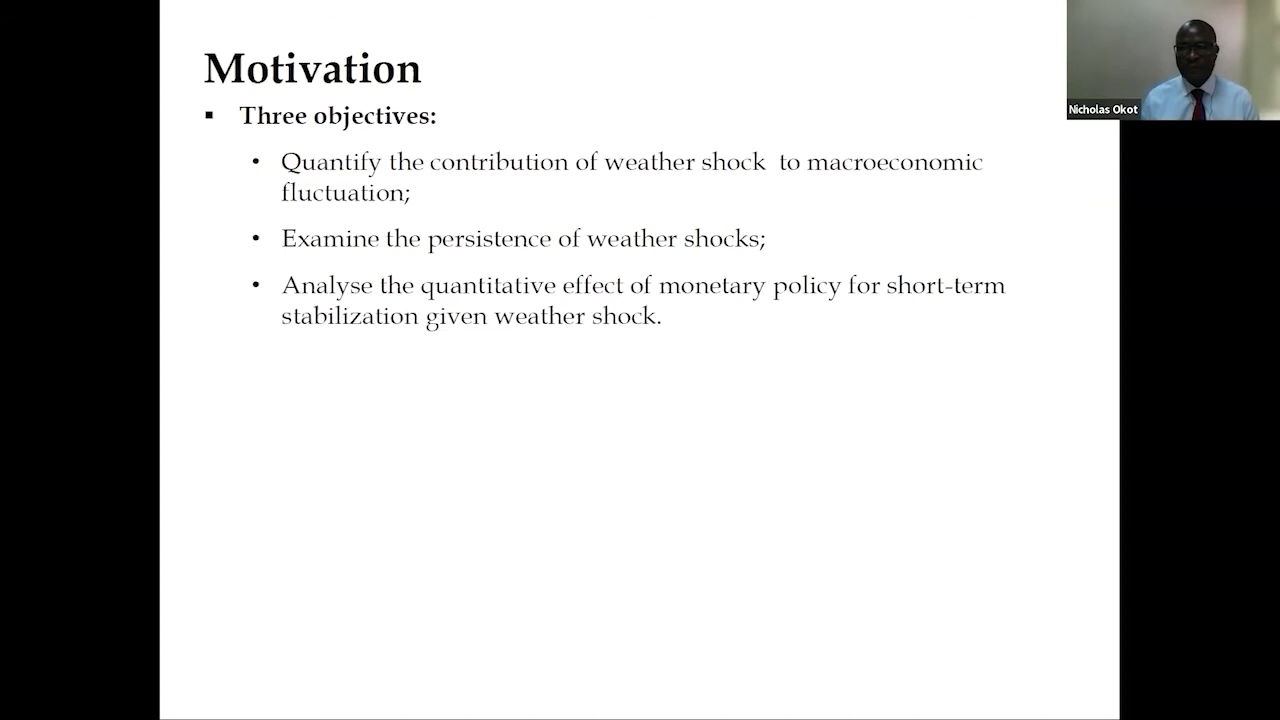 Motivation
▪ Three objectives:
• Quantify the contribution of weather shock  to macroeconomic
fluctuation;
• Examine the persistence of weather shocks;
• Analyse the quantitative effect of monetary policy for short-term
stabilization given weather shock.
Nicholas Okot